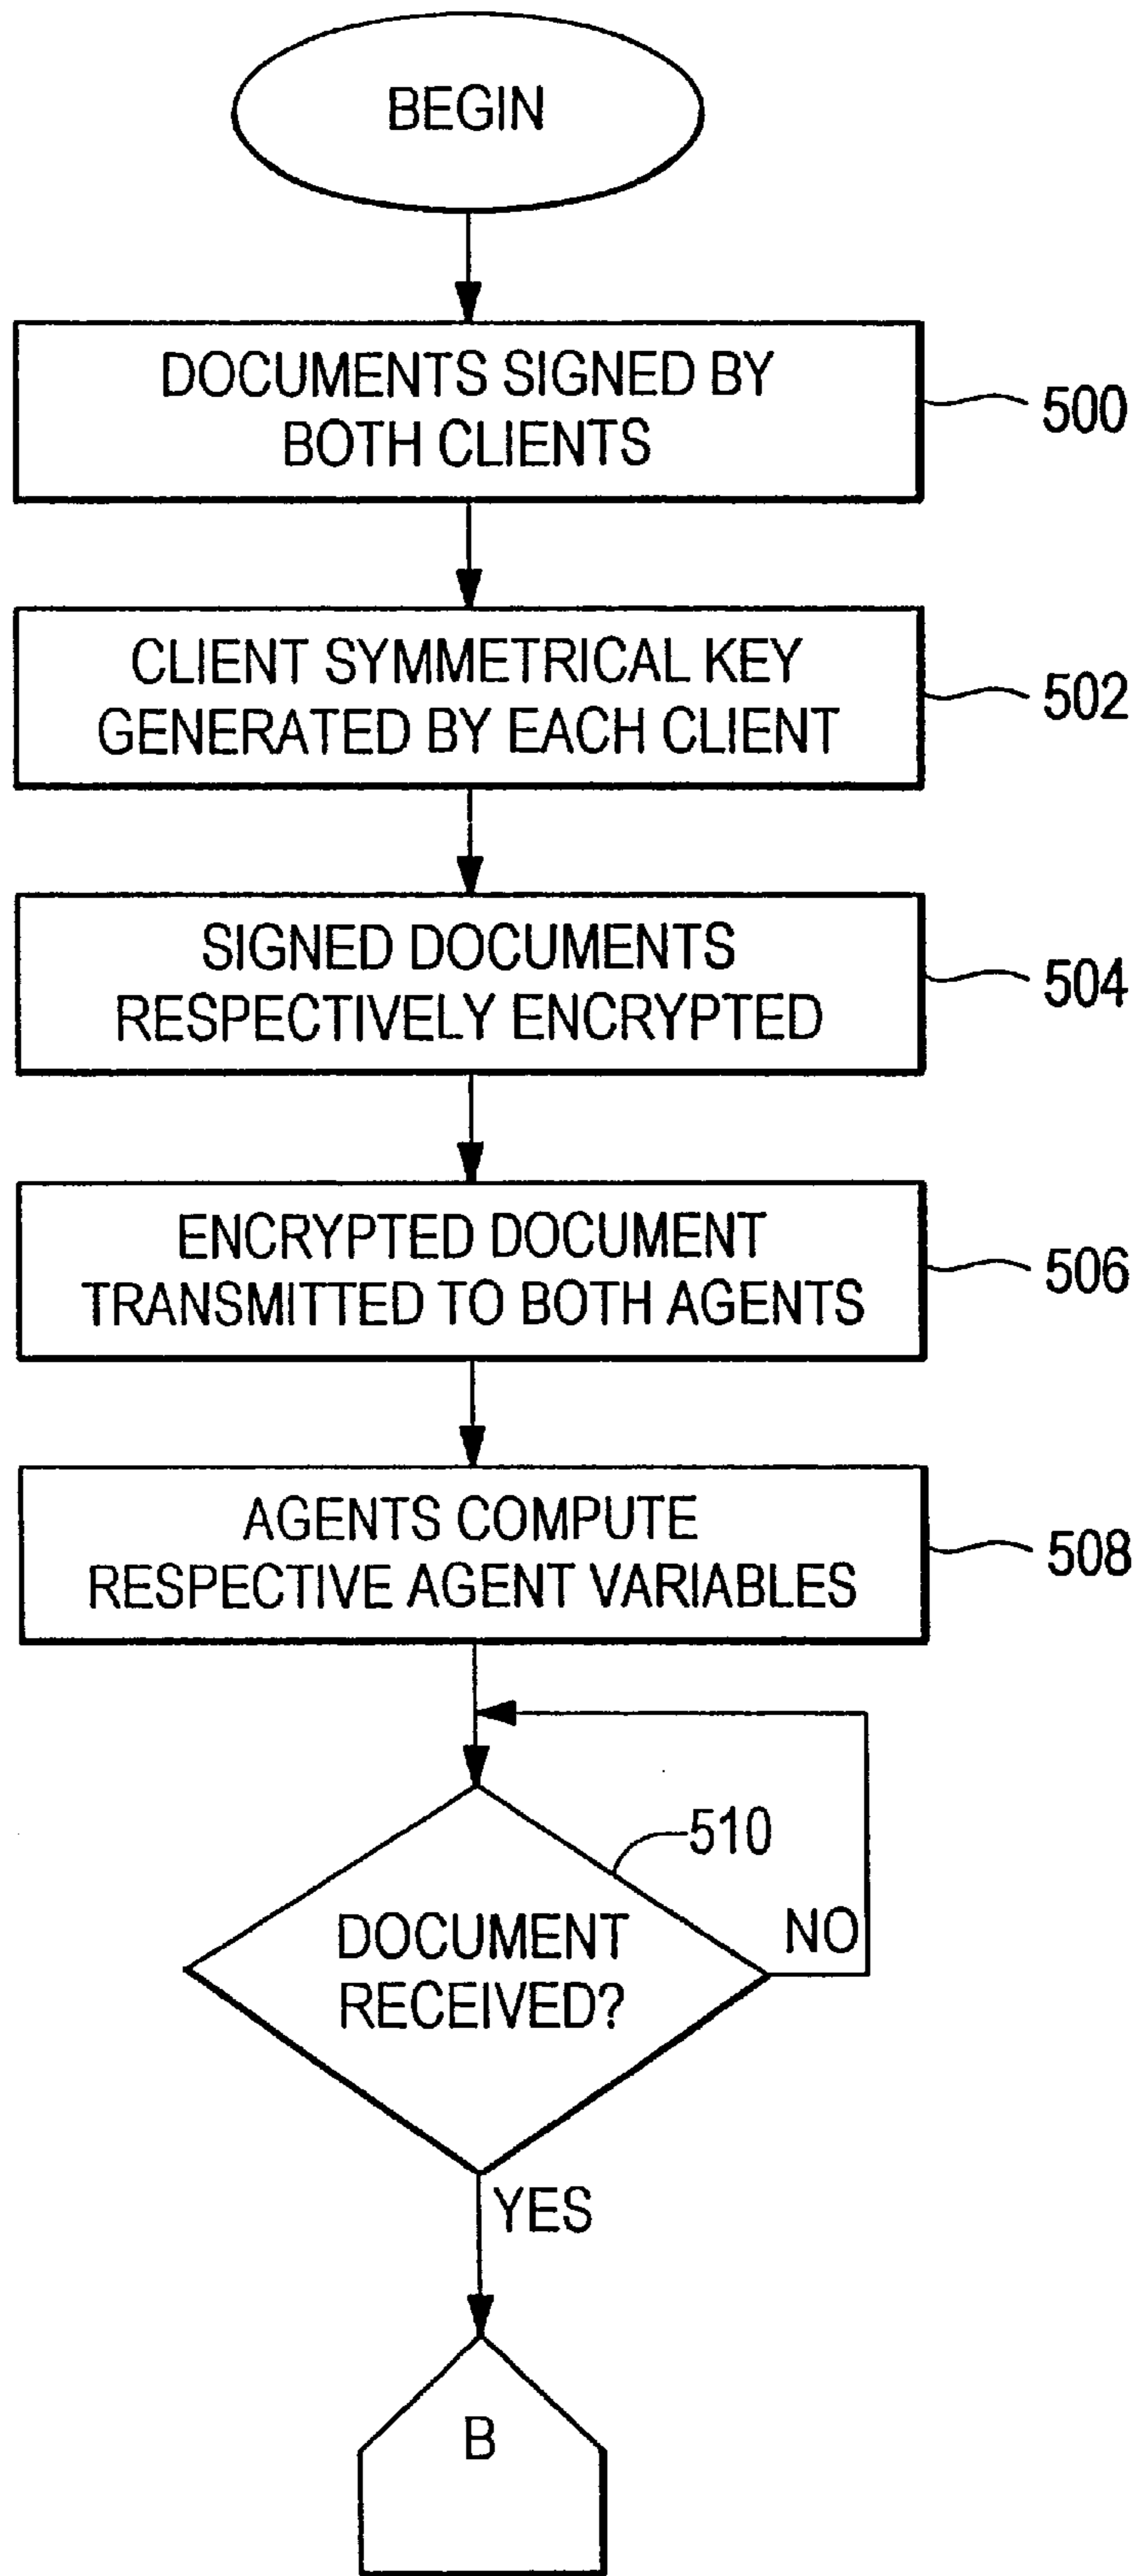 BEGIN
DOCUMENTS SIGNED BY
BOTH CLIENTS
500
CLIENT SYMMETRICAL KEY
GENERATED BY EACH CLIENT
502
SIGNED DOCUMENTS
RESPECTIVELY ENCRYPTED
504
ENCRYPTED DOCUMENT
TRANSMITTED TO BOTH AGENTS
506
AGENTS COMPUTE
RESPECTIVE AGENT VARIABLES
508
510
DOCUMENT
RECEIVED?
NO
YES
B